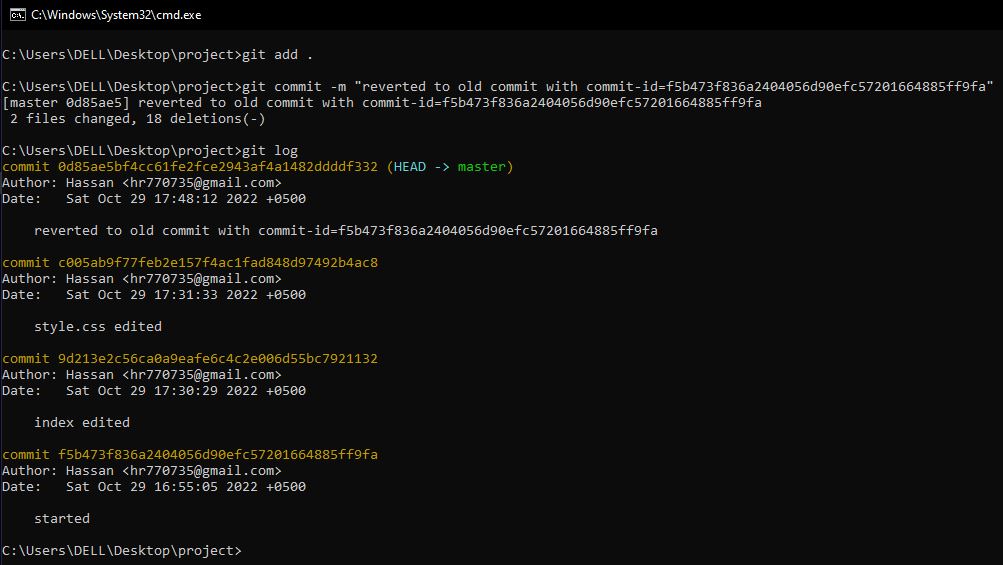 C:\Windows\System32\cmd.exe
C:\Users\DELL\Desktop\project>git add .
C:\Users\DELL\Desktop\project>git commit -m "reverted to old commit with commit-id=f5b473f836a2404056d90efc57201664885ff9fa"
[master 0d85ae5] reverted to old commit with commit-id=f5b473f836a2404056d90efc57201664885ff9fa
 2 files changed, 18 deletions(-)
C:\Users\DELL\Desktop\project>git log
commit 0d85ae5bf4cc61fe2fce2943af4a1482ddddf332 (HEAD -> master)
Author: Hassan <hr770735@gmail.com>
Date:   Sat Oct 29 17:48:12 2022 +0500
    reverted to old commit with commit-id=f5b473f836a2404056d90efc57201664885ff9fa
commit c005ab9f77feb2e157f4ac1fad848d97492b4ac8
Author: Hassan <hr770735@gmail.com>
Date:   Sat Oct 29 17:31:33 2022 +0500
    style.css edited
commit 9d213e2c56ca0a9eafe6c4c2e006d55bc7921132
Author: Hassan <hr770735@gmail.com>
Date:   Sat Oct 29 17:30:29 2022 +0500
    index edited
commit f5b473f836a2404056d90efc57201664885ff9fa
Author: Hassan <hr770735@gmail.com>
Date:   Sat Oct 29 16:55:05 2022 +0500
    started
C:\Users\DELL\Desktop\project>